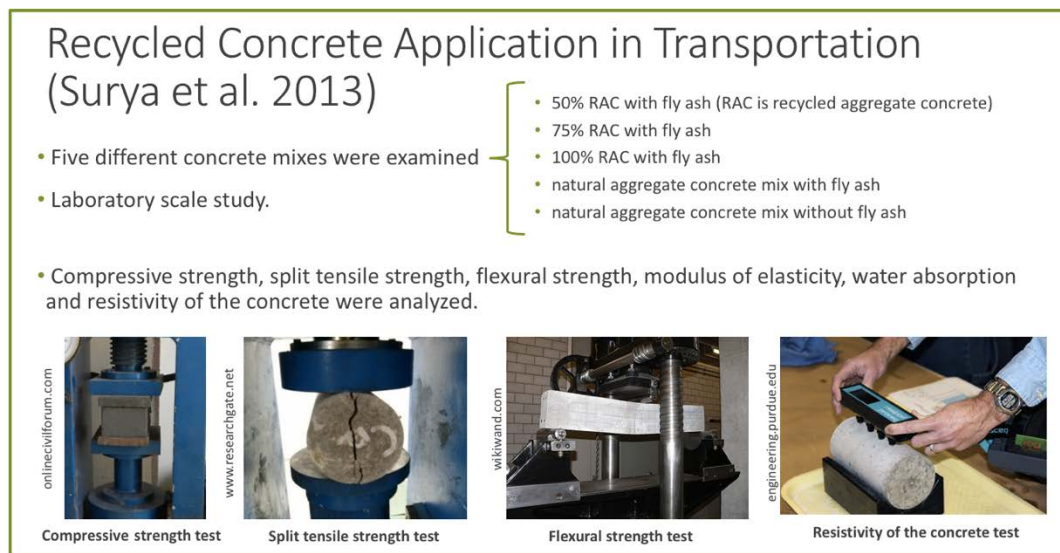 Recycled Concrete Application in Transportation
(Surya et al. 2013)
• Five different concrete mixes were examined
• Laboratory scale study.
• 50% RAC with fly ash (RAC is recycled aggregate concrete)
• 75% RAC with fly ash
• 100% RAC with fly ash
• natural aggregate concrete mix with fly ash
• natural aggregate concrete mix without fly ash
• Compressive strength, split tensile strength, flexural strength, modulus of elasticity, water absorption
and resistivity of the concrete were analyzed.
onlinecivilforum.com
www.researchgate.net
wikiwand.com
engineering.purdue.edu
Compressive strength test
Split tensile strength test
Flexural strength test
Resistivity of the concrete test